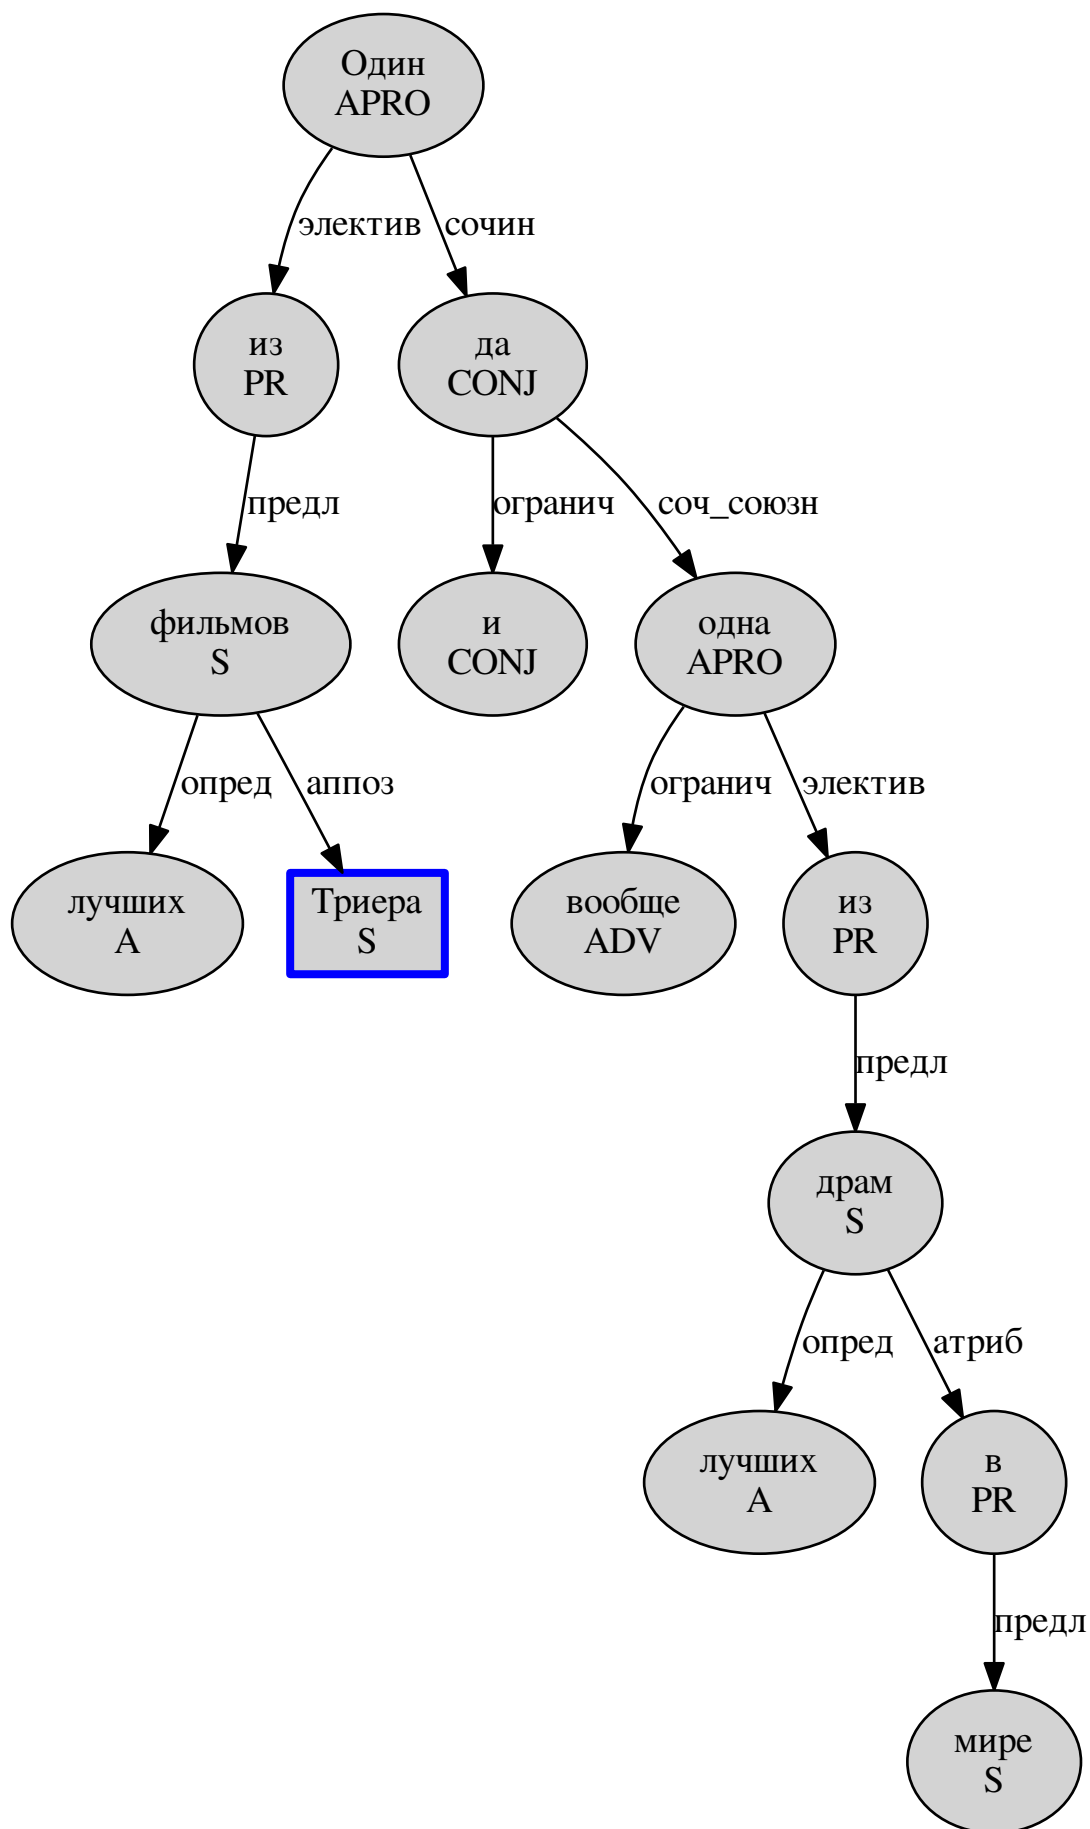 Один
APRO
электив
сочин
из
PR
да
CONJ
предл
огранич
соч_союзн
фильмов
S
и
CONJ
одна
APRO
опред
аппоз
огранич
электив
лучших
A
Триера
S
вообще
ADV
из
PR
предл
драм
S
опред
атриб
лучших
A
в
PR
предл
мире
S